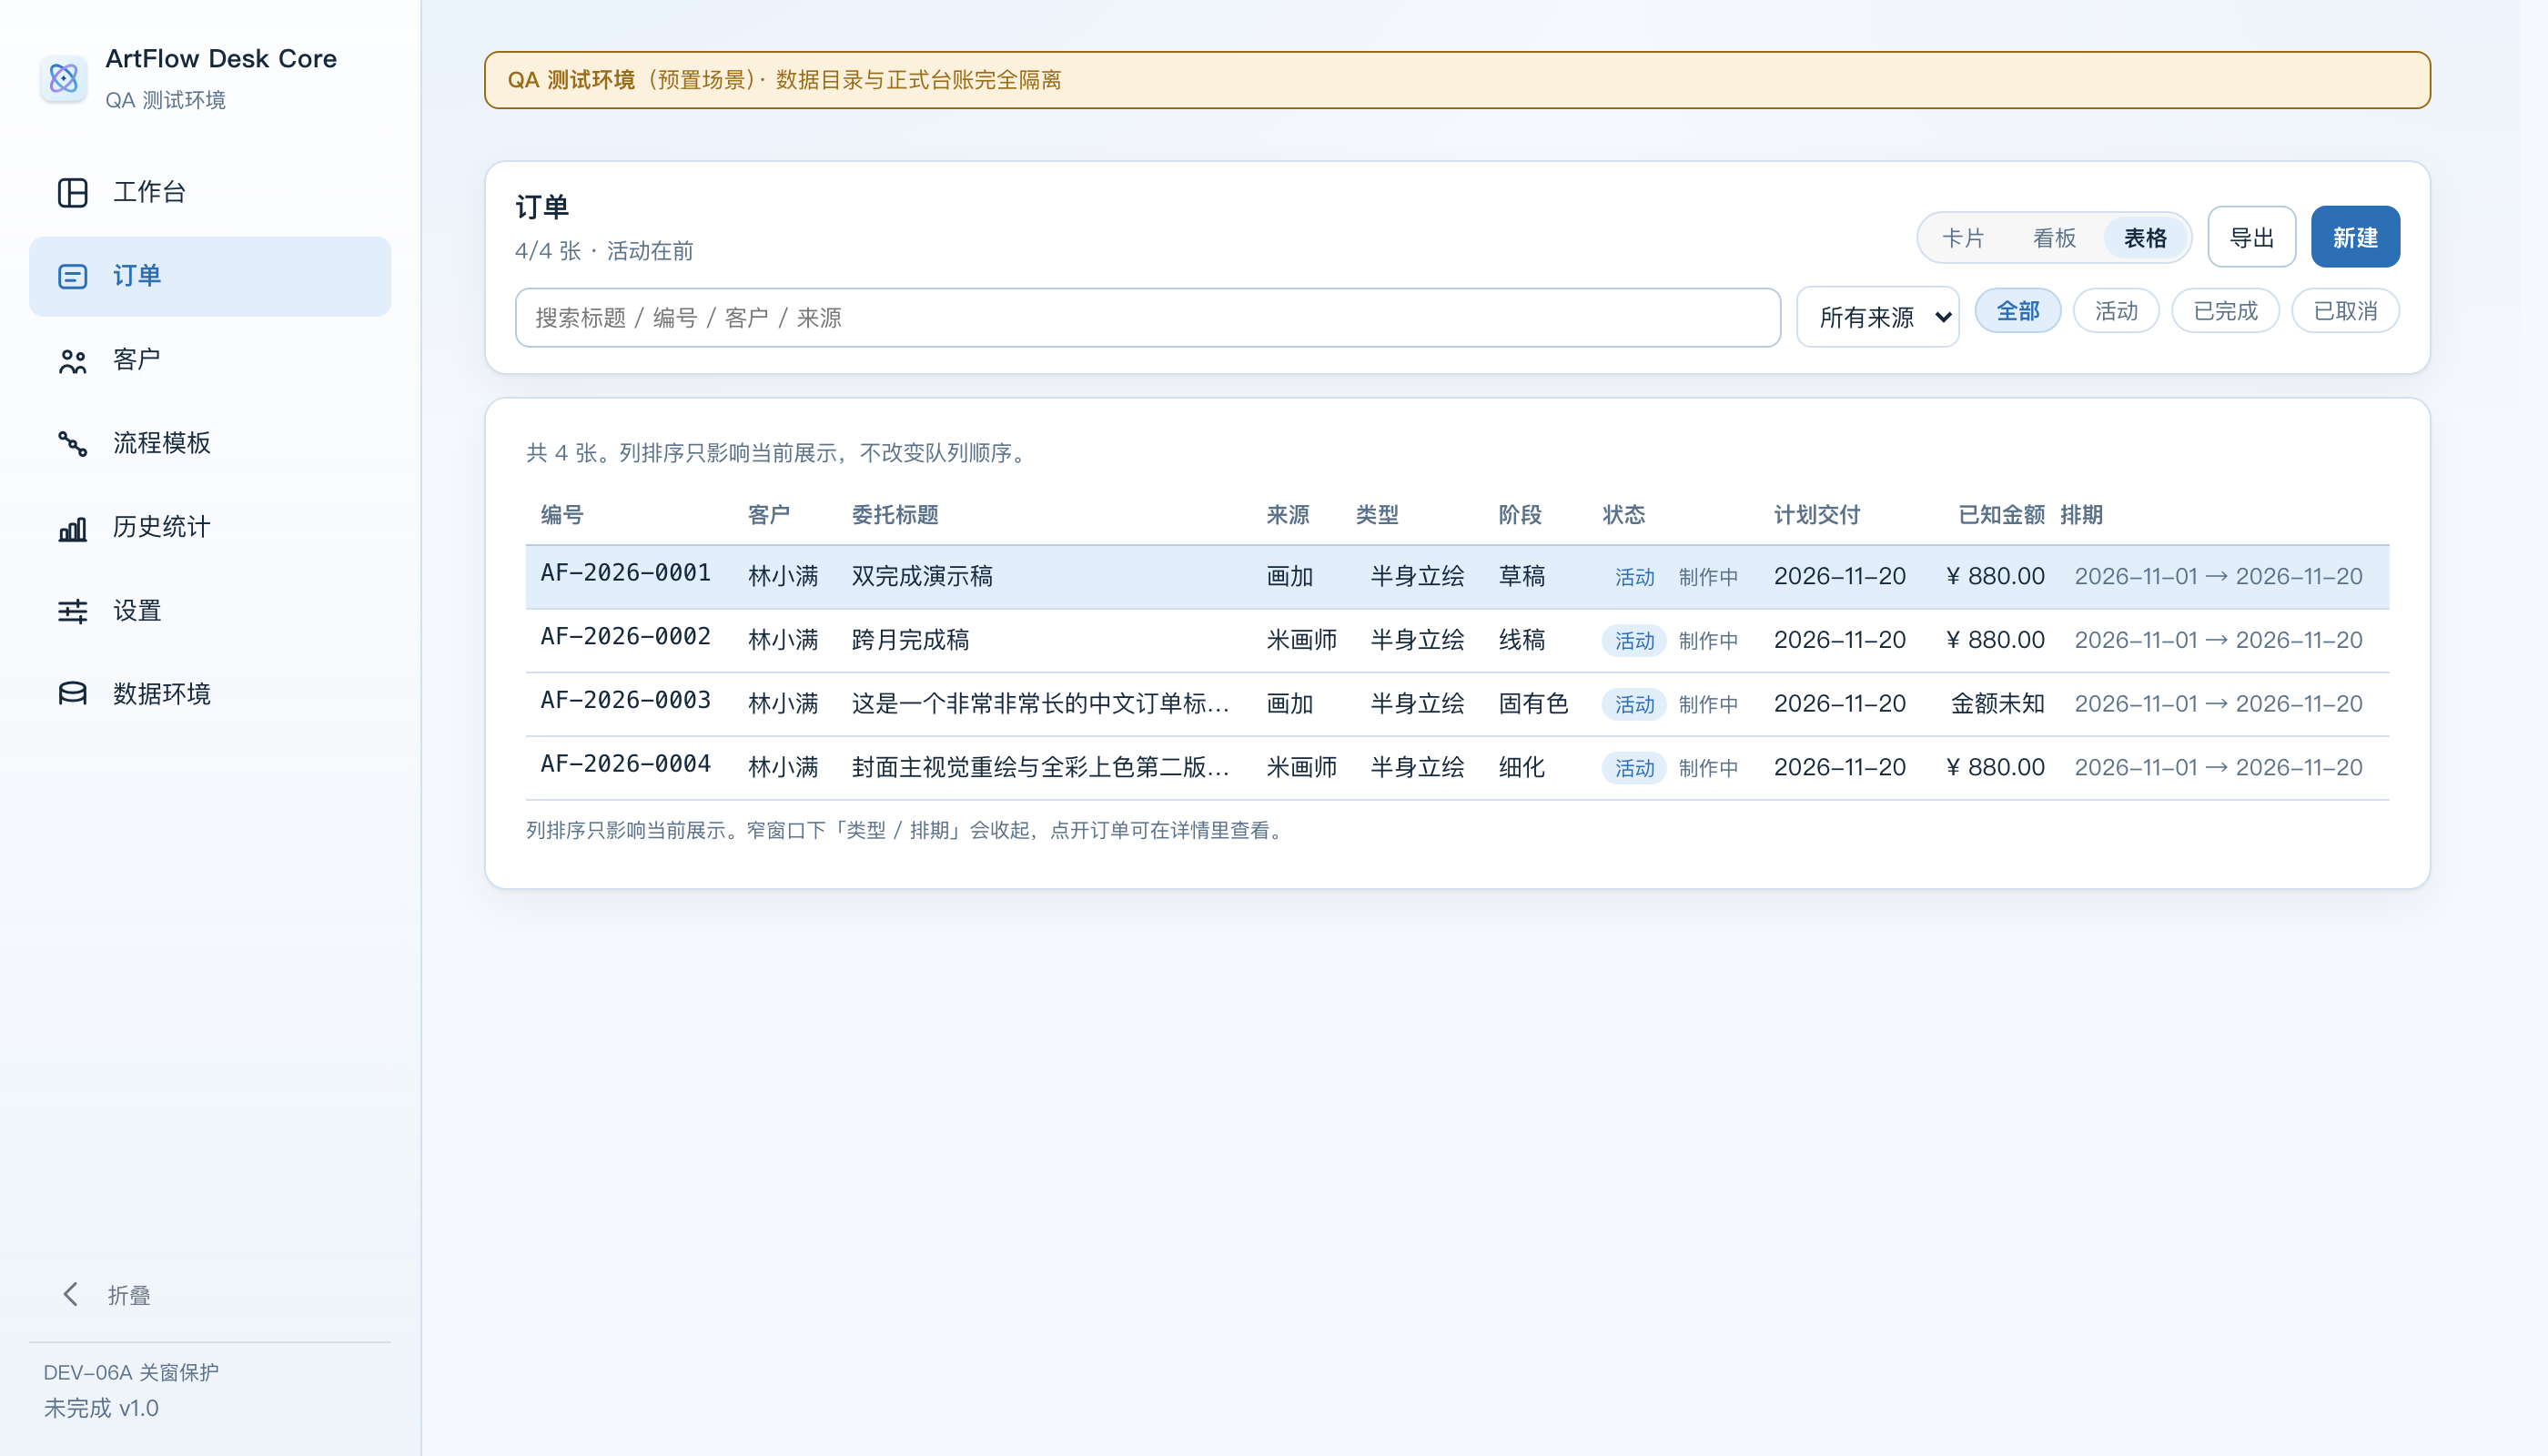 ArtFlow Desk Core
QA 测试环境
工作台
订单
客户
流程模板
历史统计
设置
数据环境
折叠
DEV-06A 关窗保护
未完成 v1.0
QA 测试环境（预置场景）· 数据目录与正式台账完全隔离
订单
4/4 张 · 活动在前
卡片 看板 表格 导出 新建
搜索标题 / 编号 / 客户 / 来源 所有来源 全部 活动 已完成 已取消
共 4 张。列排序只影响当前展示，不改变队列顺序。
编号 客户 委托标题 来源 类型 阶段 状态 计划交付 已知金额 排期
AF-2026-0001 林小满 双完成演示稿 画加 半身立绘 草稿 活动 制作中 2026-11-20 ¥ 880.00 2026-11-01 → 2026-11-20
AF-2026-0002 林小满 跨月完成稿 米画师 半身立绘 线稿 活动 制作中 2026-11-20 ¥ 880.00 2026-11-01 → 2026-11-20
AF-2026-0003 林小满 这是一个非常非常长的中文订单标… 画加 半身立绘 固有色 活动 制作中 2026-11-20 金额未知 2026-11-01 → 2026-11-20
AF-2026-0004 林小满 封面主视觉重绘与全彩上色第二版… 米画师 半身立绘 细化 活动 制作中 2026-11-20 ¥ 880.00 2026-11-01 → 2026-11-20
列排序只影响当前展示。窄窗口下「类型 / 排期」会收起，点开订单可在详情里查看。